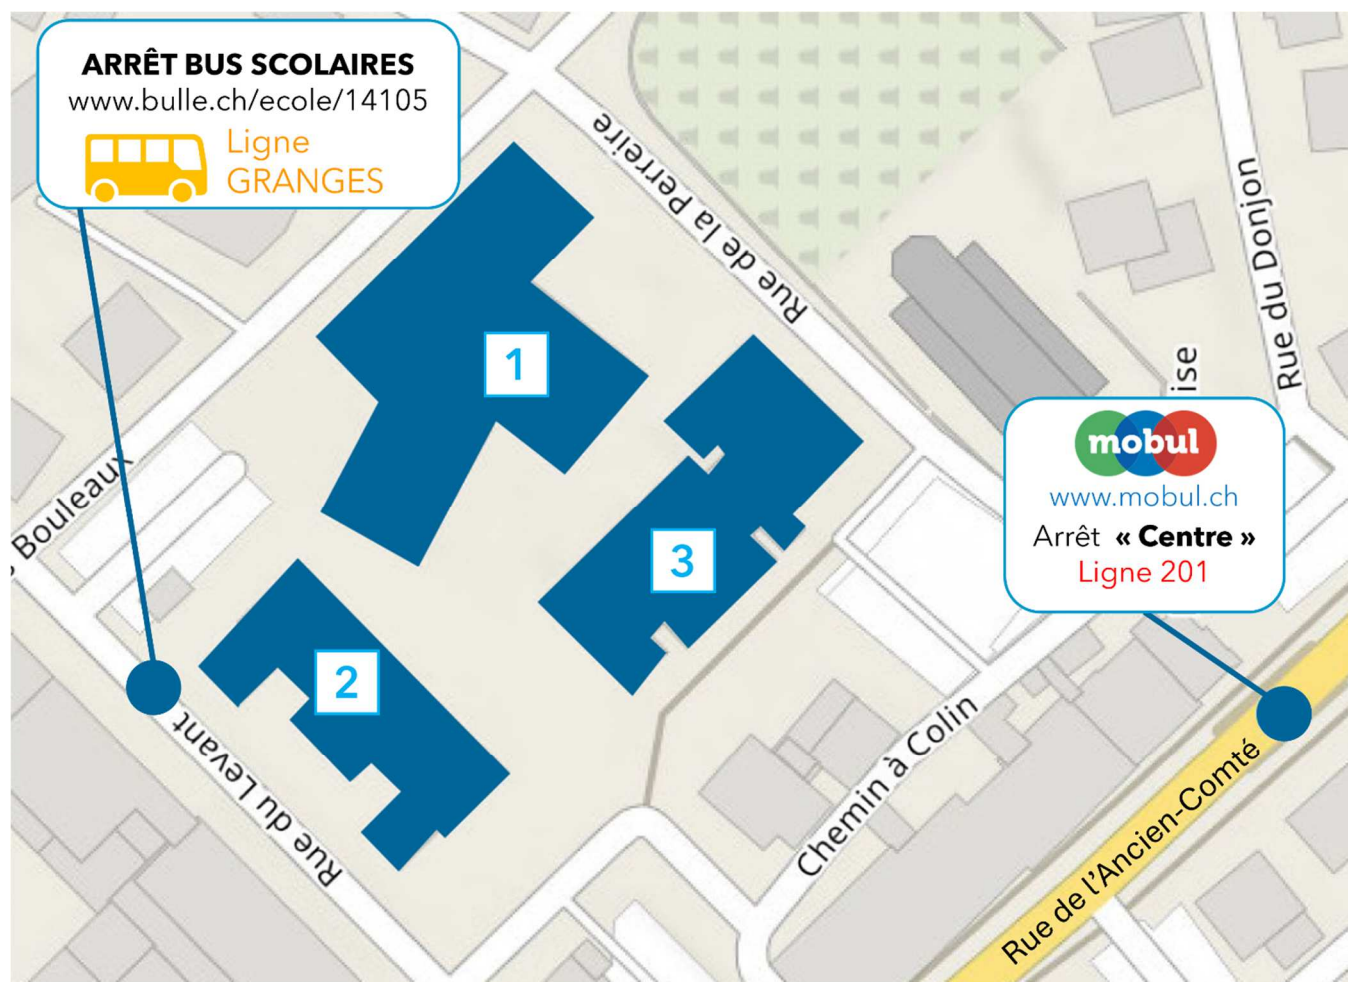 ARRÊT BUS SCOLAIRES
www.bulle.ch/ecole/14105
Ligne
GRANGES
Rue de la Perreire
Rue du Donjon
ise
mobul
www.mobul.ch
Arrêt « Centre »
Ligne 201
1
2
3
Bouleaux
Rue du Levant
Chemin à Colin
Rue de l'Ancien-Comté